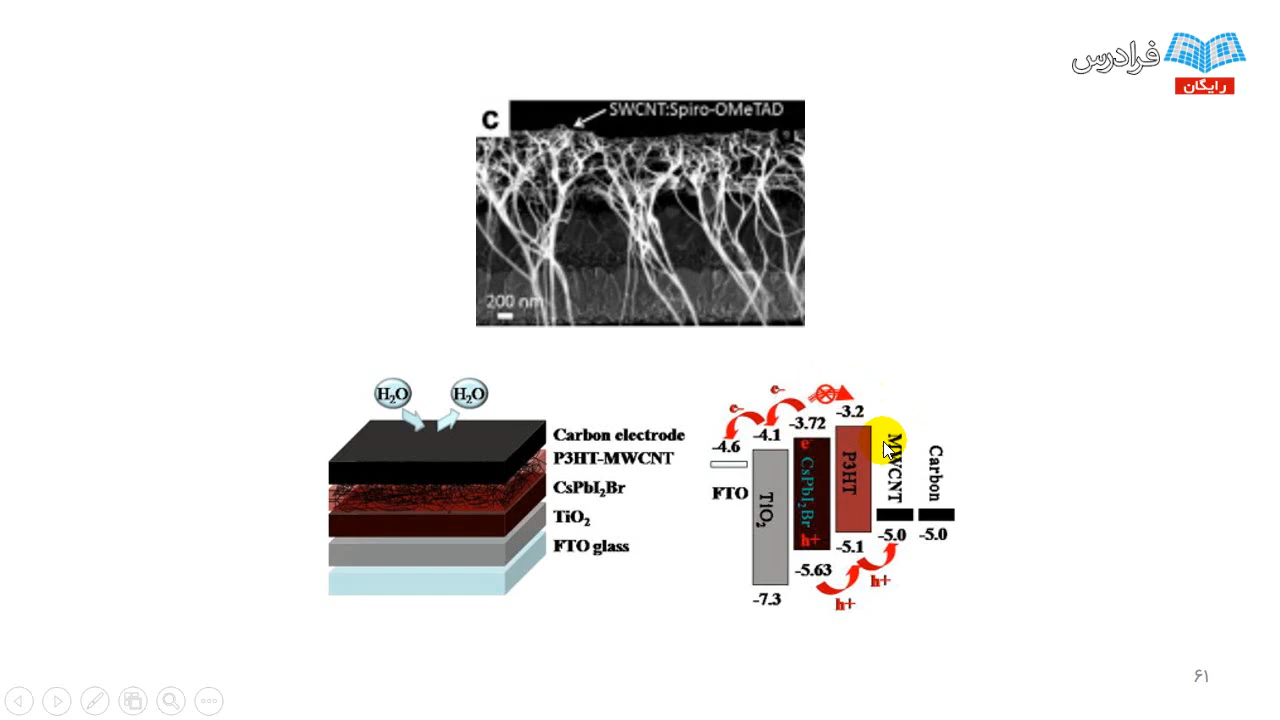 فرادرس
رایگان
C
SWCNT:Spiro-OMeTAD
200 nm
H₂O
H₂O
Carbon electrode
P3HT-MWCNT
CsPbI₂Br
TiO₂
FTO glass
e-
e-
-3.2
-3.72
-4.1
-4.6
FTO
TiO₂
e-
CsPbI₂Br
h+
P3HT
MWCNT
Carbon
-5.0
-5.0
-5.1
-5.63
-7.3
h+
h+
۶۱